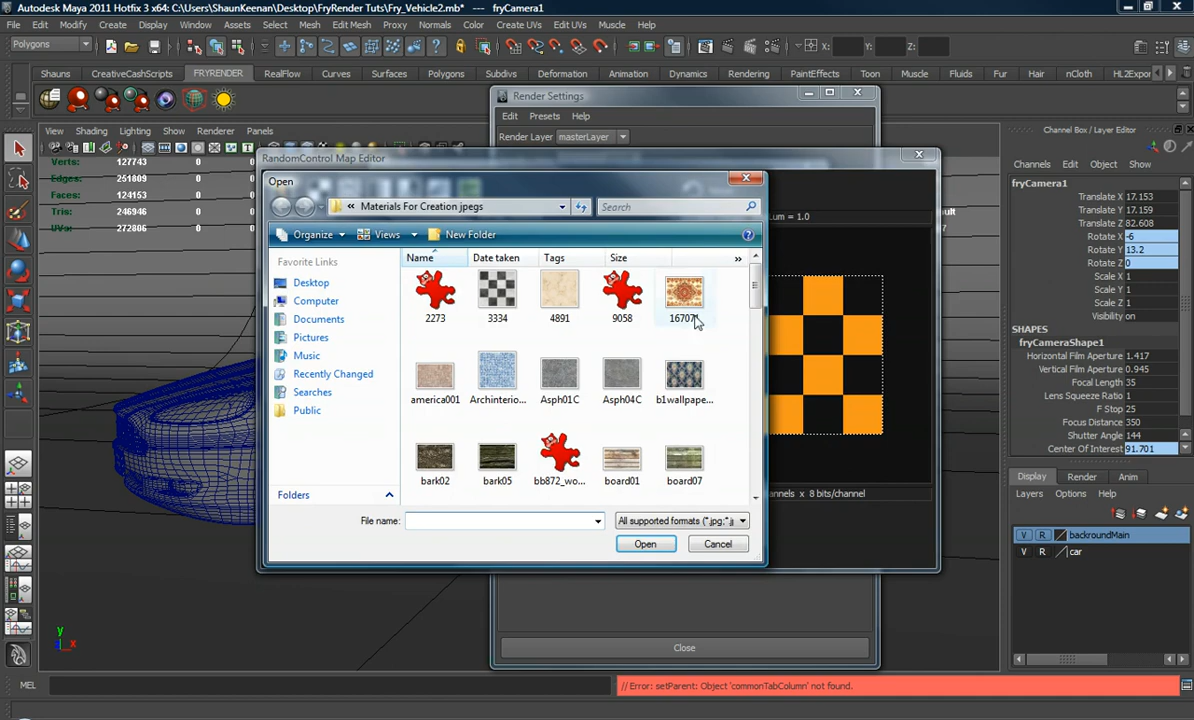 Autodesk Maya 2011 Hotfix 3 x64: C:\Users\ShaunKeenan\Desktop\FryRender Tuts\Fry_Vehicle2.mb* --- fryCamera1
File Edit Modify Create Display Window Assets Select Mesh Edit Mesh Proxy Normals Color Create UVs Edit UVs Muscle Help
Polygons X: Y: Z:
Shauns CreativeCashScripts FRYRENDER RealFlow Curves Surfaces Polygons Subdivs Deformation Animation Dynamics Rendering PaintEffects Toon Muscle Fluids Fur Hair nCloth HL2Expor
Render Settings
Edit Presets Help
Render Layer masterLayer
View Shading Lighting Show Renderer Panels
Channel Box / Layer Editor
Channels Edit Object Show
Verts: 127743 0 0
Edges: 251809 0 0
Faces: 124153 0 0
Tris: 246946 0 0
UVs: 272806 0 0
RandomControl Map Editor
Open
Materials For Creation jpegs
Search
Organize Views New Folder
Favorite Links
Desktop
Computer
Documents
Pictures
Music
Recently Changed
Searches
Public
Folders
Name Date taken Tags Size
2273 3334 4891 9058
america001 Archinterio... Asph01C Asph04C b1wallpape...
bark02 bark05 bb872_wo... board01 board07
File name: All supported formats (*.jpg;*.j
Open Cancel
um = 1.0
annels x 8 bits/channel
Close
fryCamera1
Translate X 17.153
Translate Y 17.159
Translate Z 82.608
Rotate X -6
Rotate Y 13.2
Rotate Z 0
Scale X 1
Scale Y 1
Scale Z 1
Visibility on
SHAPES
fryCameraShape1
Horizontal Film Aperture 1.417
Vertical Film Aperture 0.945
Focal Length 35
Lens Squeeze Ratio 1
F Stop 25
Focus Distance 350
Shutter Angle 144
Center Of Interest 91.701
Display Render Anim
Layers Options Help
V R backroundMain
V R car
y
x
MEL // Error: setParent: Object 'commonTabColumn' not found.